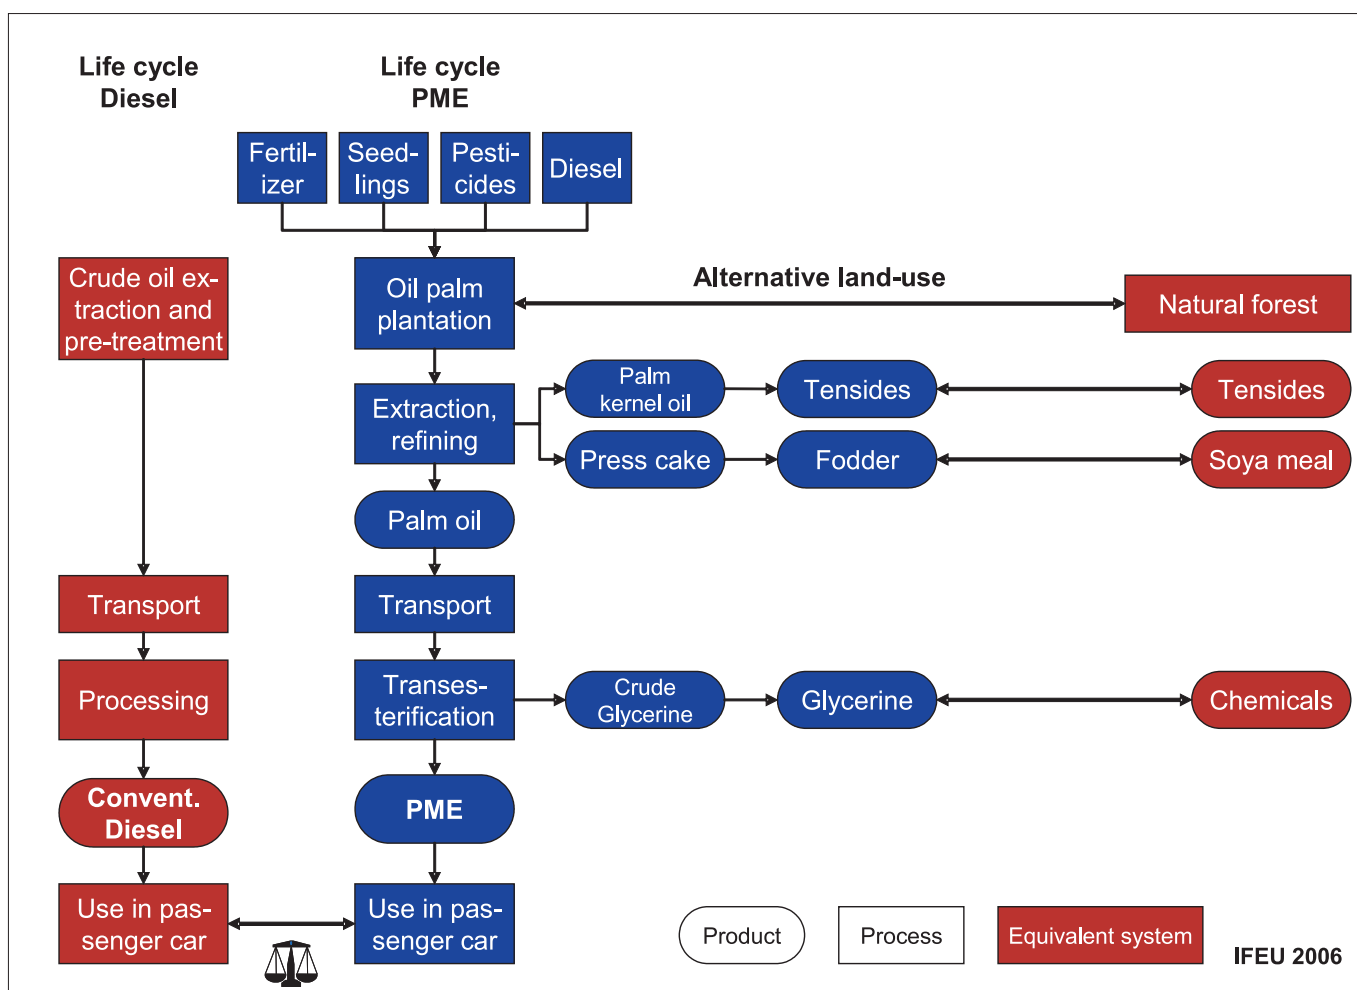 Life cycle
Diesel
Life cycle
PME
Fertil-
izer
Seed-
lings
Pesti-
cides
Diesel
Crude oil ex-
traction and
pre-treatment
Oil palm
plantation
Alternative land-use
Natural forest
Extraction,
refining
Palm
kernel oil
Tensides
Tensides
Press cake
Fodder
Soya meal
Palm oil
Transport
Transport
Processing
Transes-
terification
Crude
Glycerine
Glycerine
Chemicals
Convent.
Diesel
PME
Use in pas-
senger car
Use in pas-
senger car
Product
Process
Equivalent system
IFEU 2006